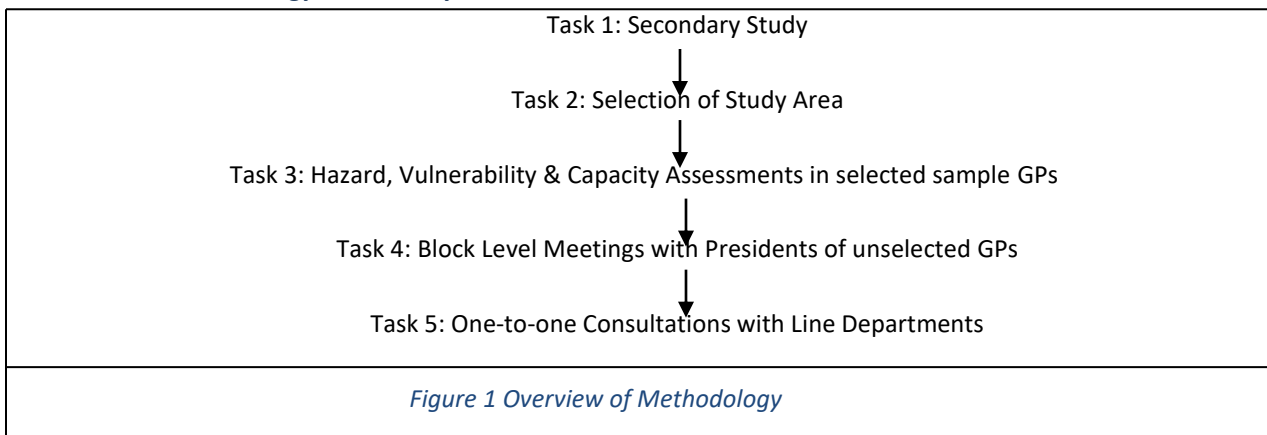 Task 1: Secondary Study
Task 2: Selection of Study Area
Task 3: Hazard, Vulnerability & Capacity Assessments in selected sample GPs
Task 4: Block Level Meetings with Presidents of unselected GPs
Task 5: One-to-one Consultations with Line Departments
Figure 1 Overview of Methodology